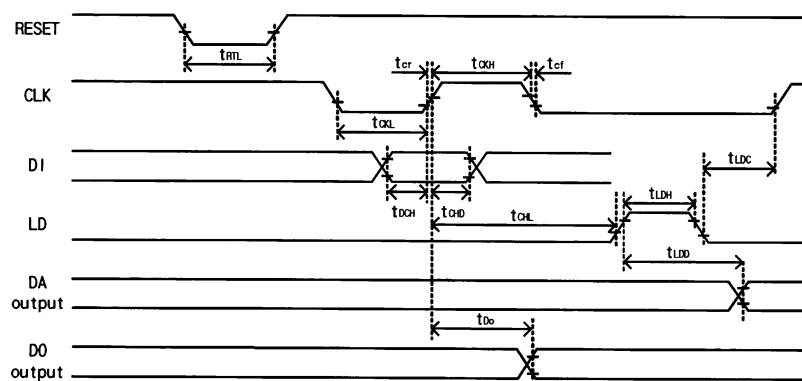 RESET
tRTL
tcr
tCKH
tcf
CLK
tCKL
DI
tLDC
tDCH
tCHD
tCHL
tLDH
LD
tLDD
DA
output
tDo
DO
output